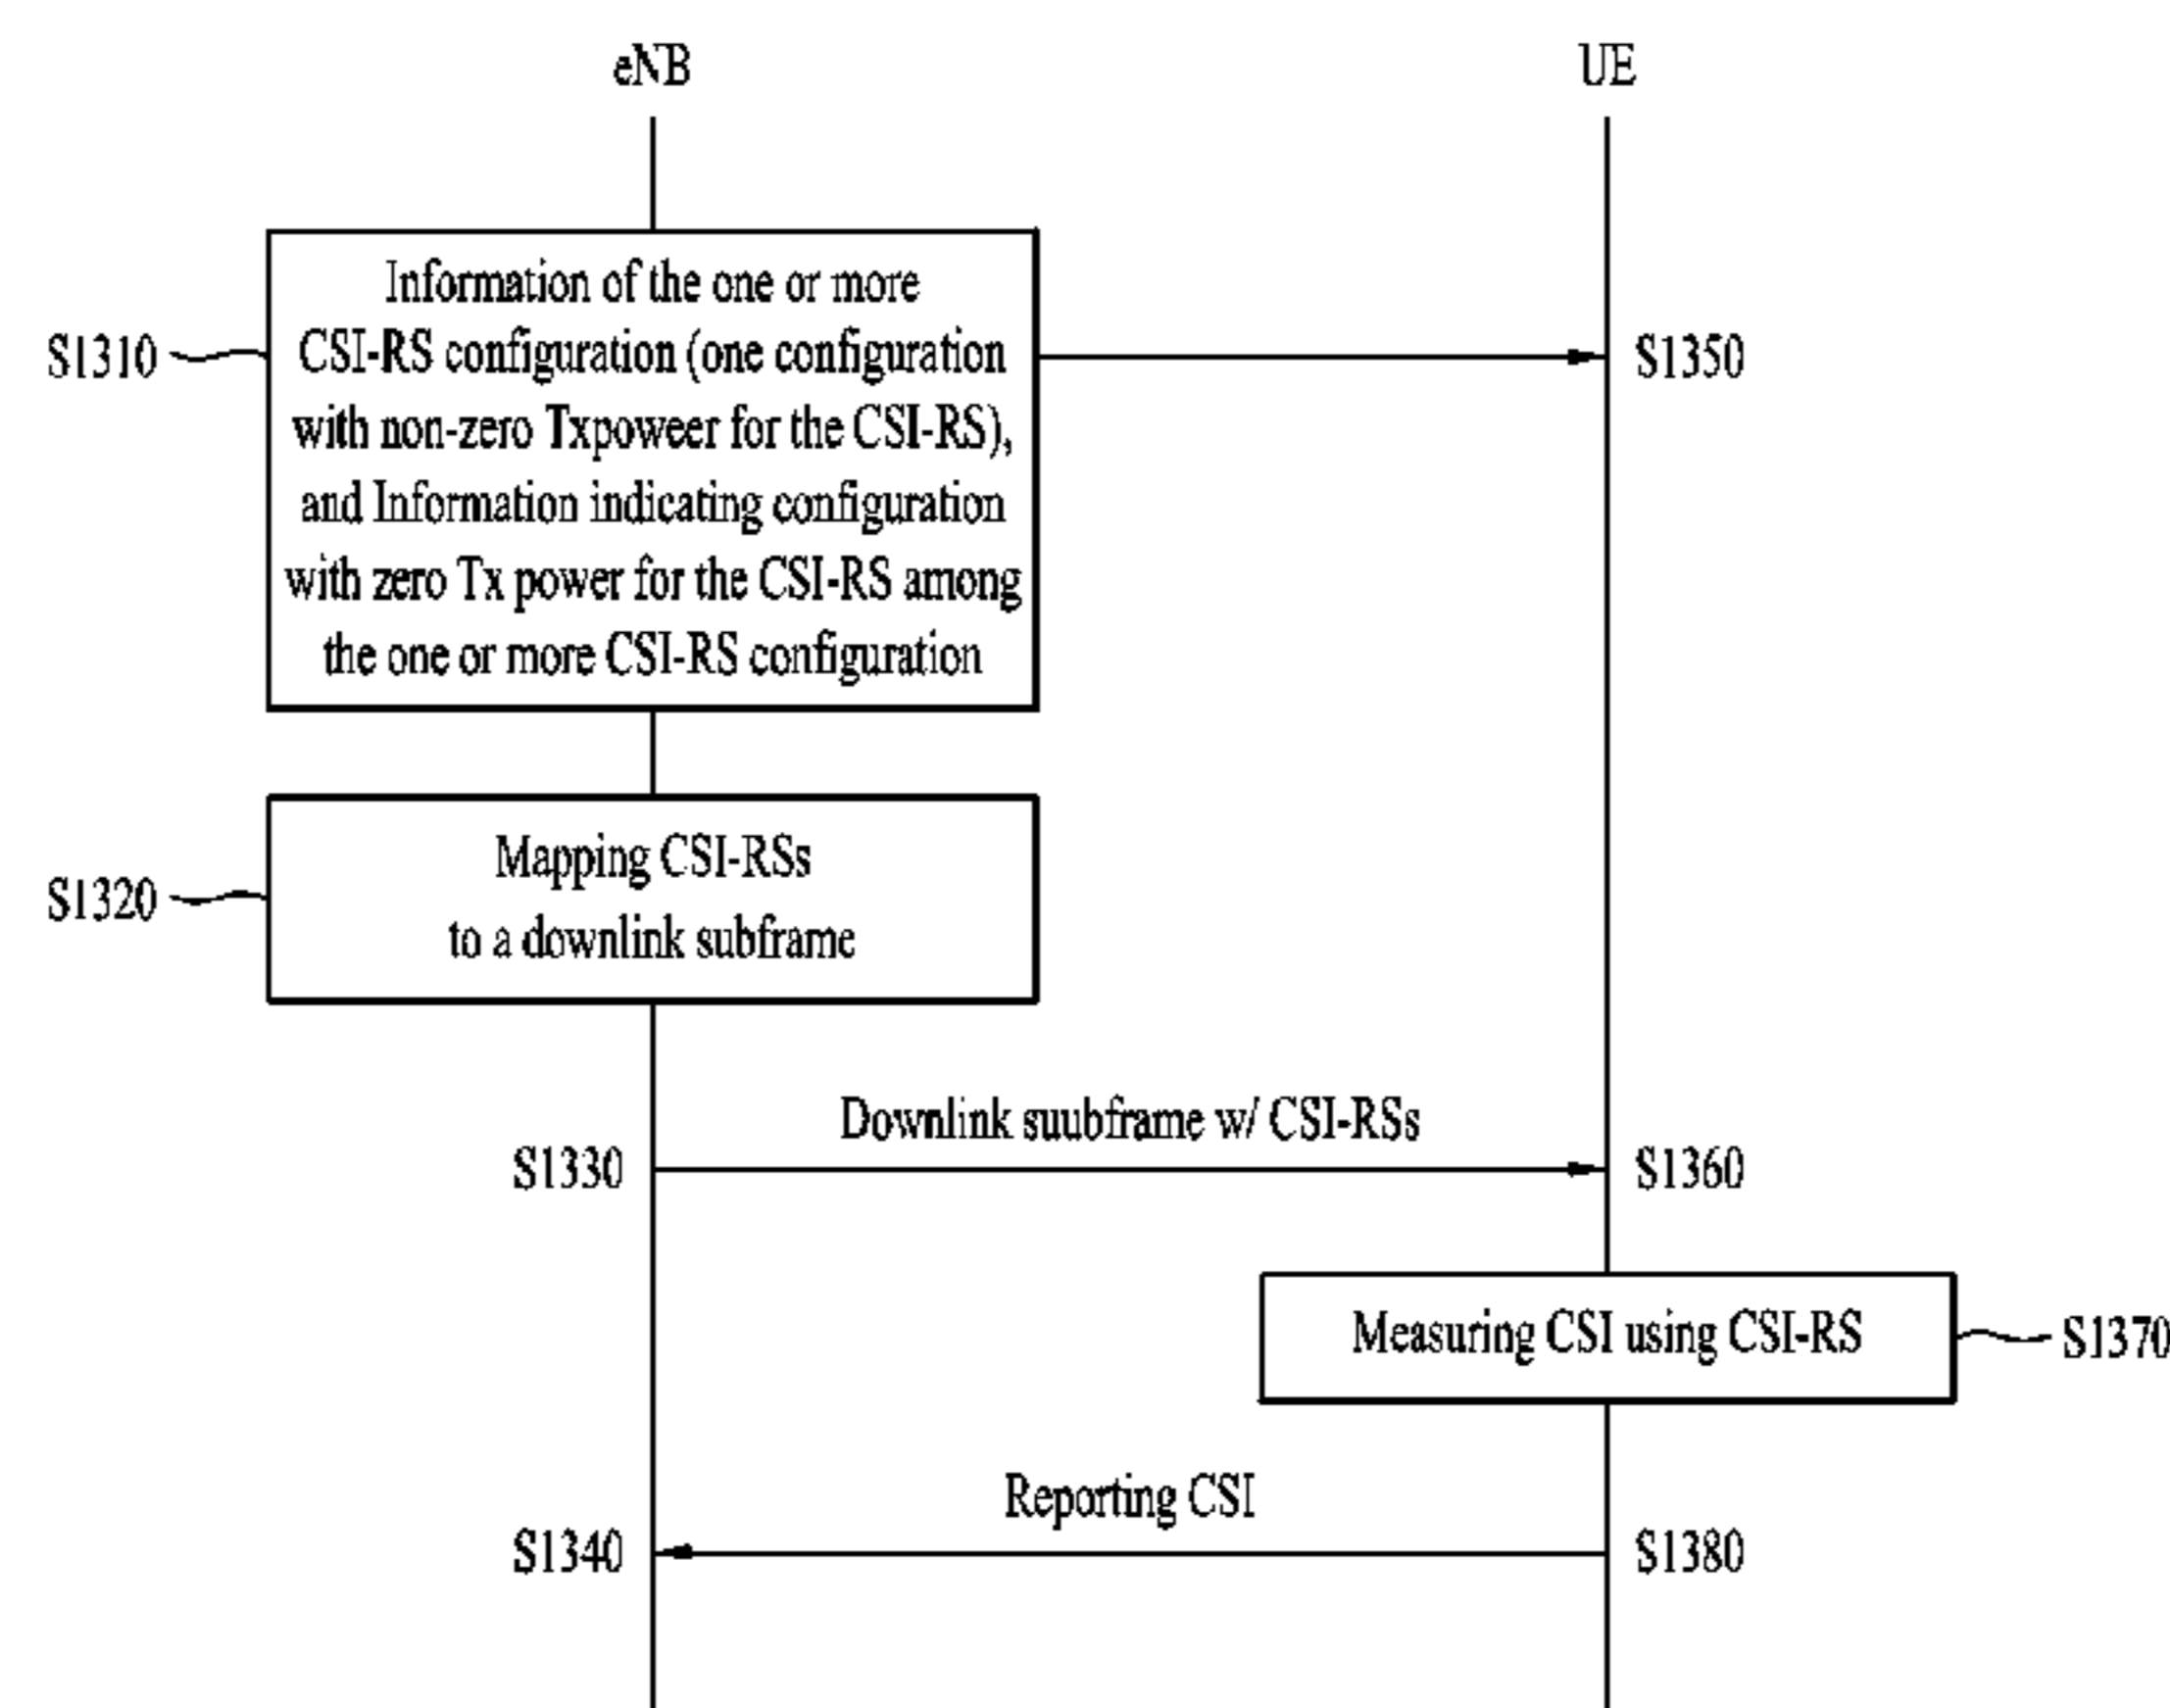 eNB
UE
Information of the one or more
CSI-RS configuration (one configuration
with non-zero Txpoweer for the CSI-RS),
and Information indicating configuration
with zero Tx power for the CSI-RS among
the one or more CSI-RS configuration
S1310
S1350
Mapping CSI-RSs
to a downlink subframe
S1320
Downlink suubframe w/ CSI-RSs
S1330
S1360
Measuring CSI using CSI-RS
S1370
Reporting CSI
S1340
S1380